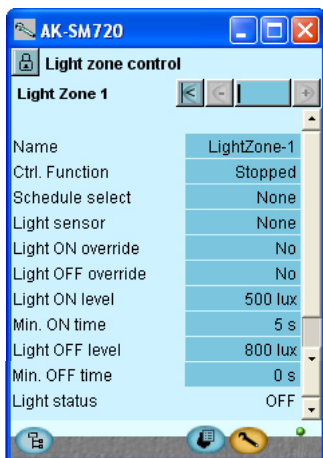 AK-SM720
Light zone control
Light Zone 1
Name LightZone-1
Ctrl. Function Stopped
Schedule select None
Light sensor None
Light ON override No
Light OFF override No
Light ON level 500 lux
Min. ON time 5 s
Light OFF level 800 lux
Min. OFF time 0 s
Light status OFF